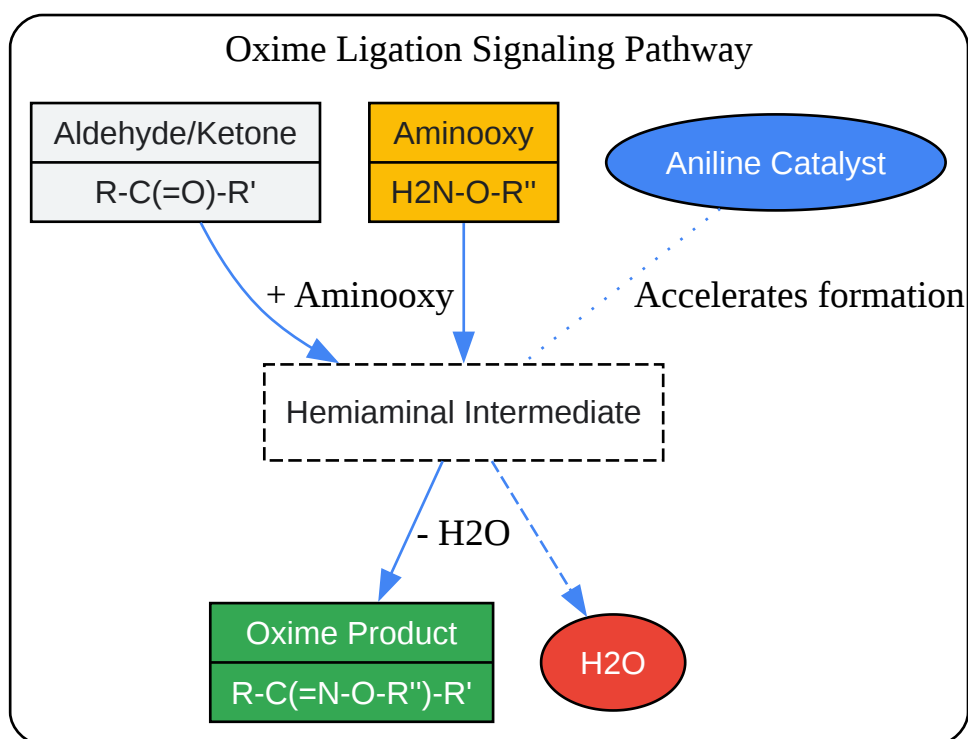 Oxime Ligation Signaling Pathway
Aldehyde/Ketone
R-C(=O)-R'
Aminooxy
H2N-O-R"
Aniline Catalyst
+ Aminooxy
Accelerates formation
Hemiaminal Intermediate
- H2O
Oxime Product
R-C(=N-O-R")-R'
H2O